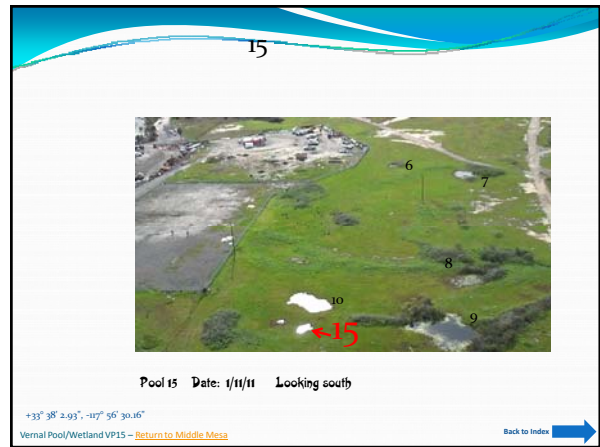 15
6
7
8
10
9
15
Pool 15 Date: 1/11/11 Looking south
+33° 38' 2.93", -117° 56' 30.16"
Vernal Pool/Wetland VP15 – Return to Middle Mesa
Back to Index